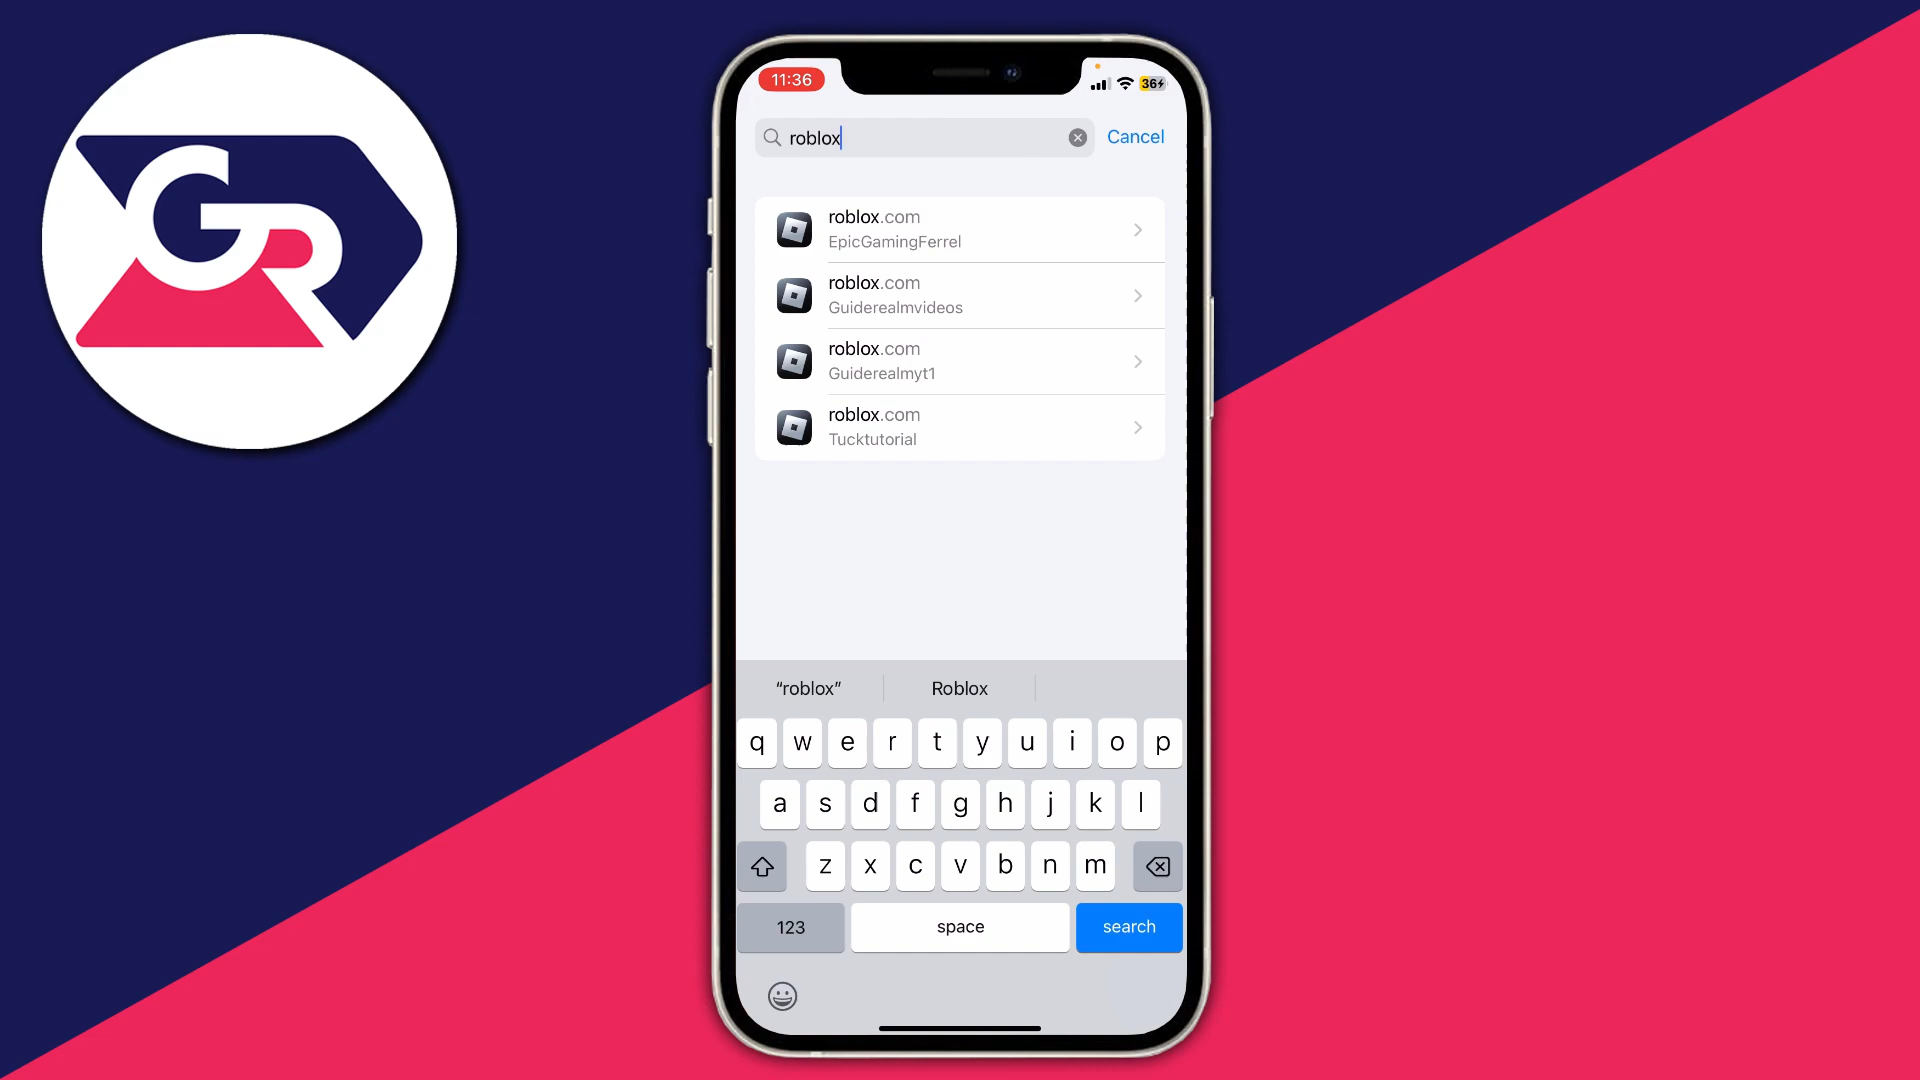 GR
11:36
36
roblox
Cancel
roblox.com
EpicGamingFerrel
roblox.com
Guiderealmvideos
roblox.com
Guiderealmyt1
roblox.com
Tucktutorial
“roblox” Roblox
q w e r t y u i o p
a s d f g h j k l
z x c v b n m
123 space search